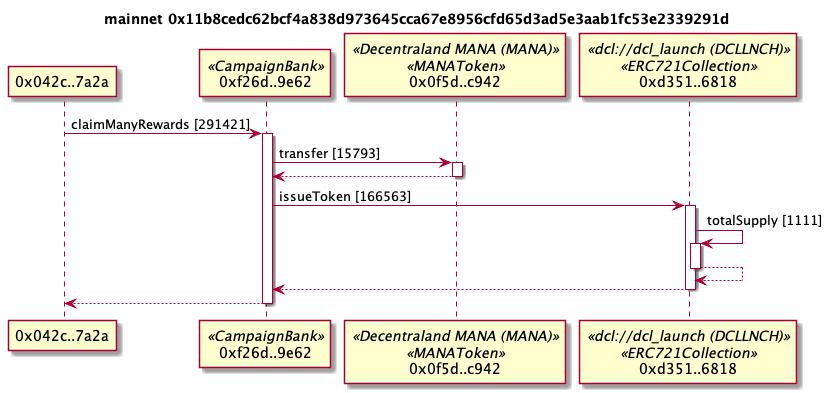 mainnet 0x11b8cedc62bcf4a838d973645cca67e8956cfd65d3ad5e3aab1fc53e2339291d
0x042c..7a2a
«CampaignBank»
0xf26d..9e62
«Decentraland MANA (MANA)»
«MANAToken»
0x0f5d..c942
«dcl://dcl_launch (DCLLNCH)»
«ERC721Collection»
0xd351..6818
claimManyRewards [291421]
transfer [15793]
issueToken [166563]
totalSupply [1111]
0x042c..7a2a
«CampaignBank»
0xf26d..9e62
«Decentraland MANA (MANA)»
«MANAToken»
0x0f5d..c942
«dcl://dcl_launch (DCLLNCH)»
«ERC721Collection»
0xd351..6818